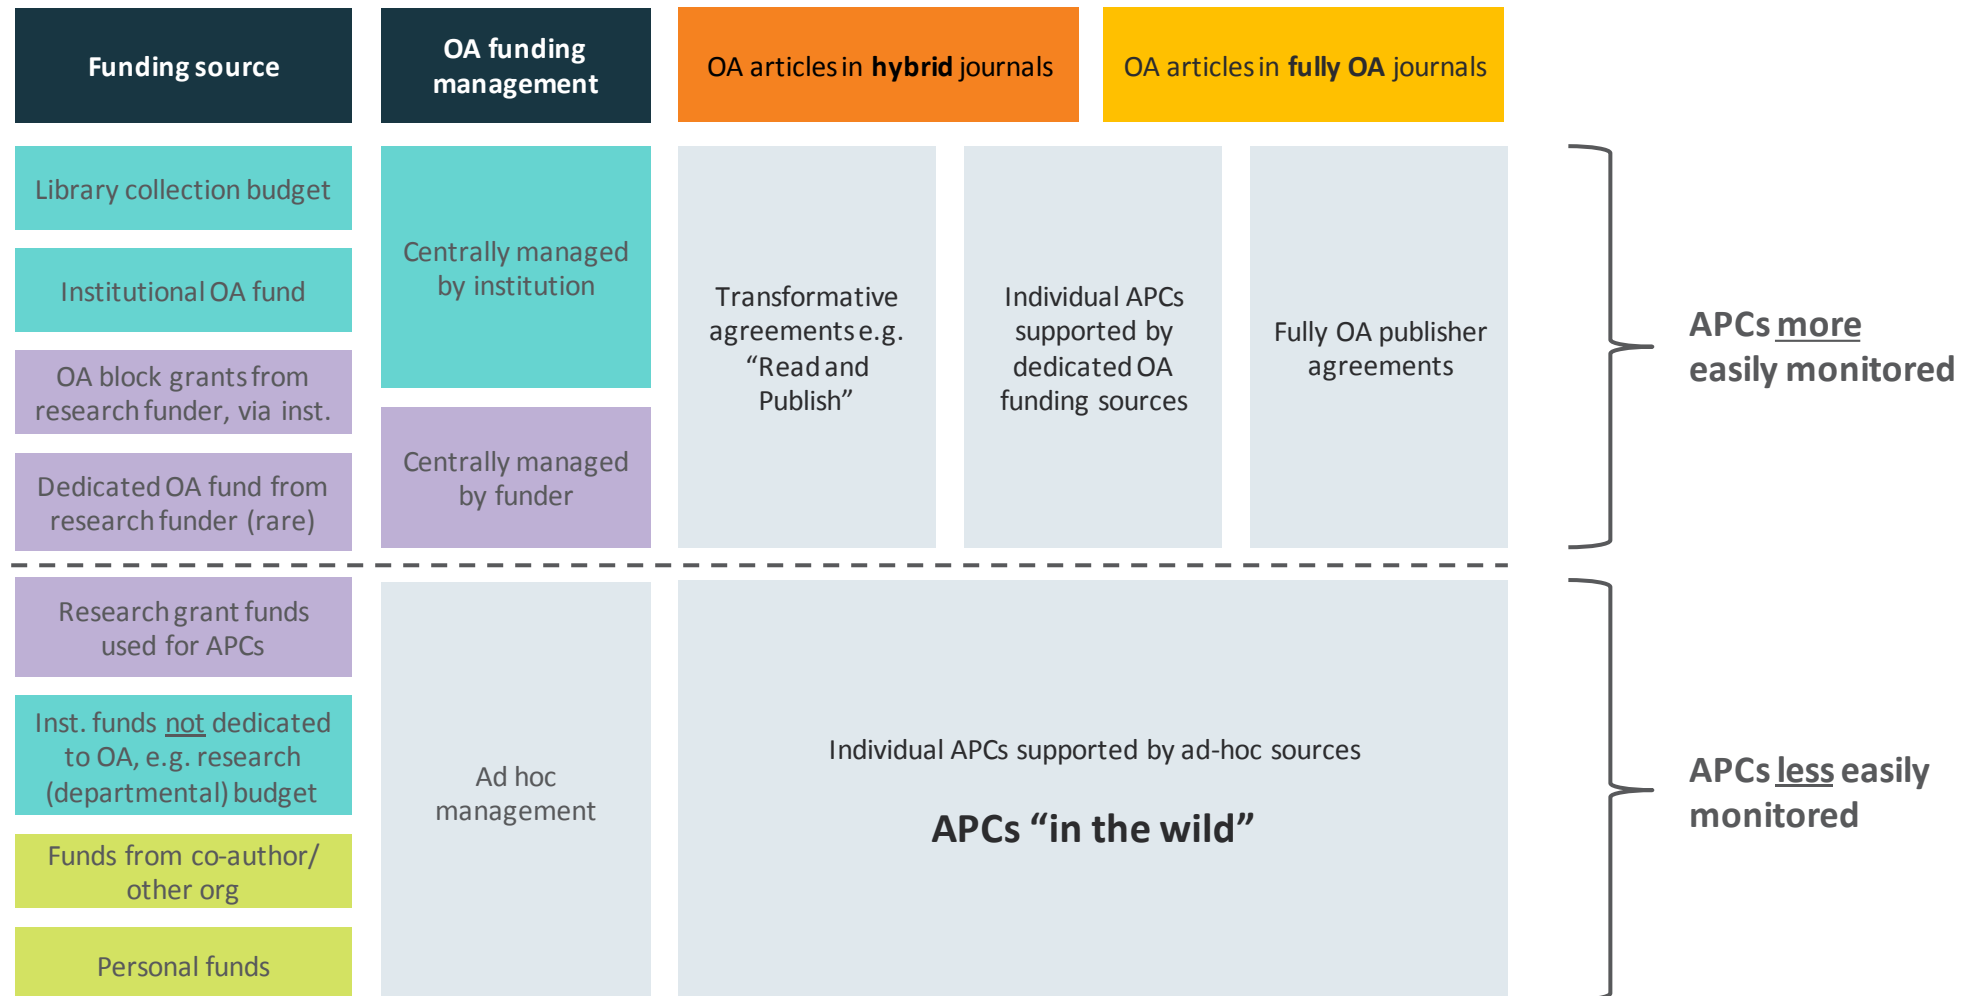 Funding source
OA funding
management
OA articles in hybrid journals
OA articles in fully OA journals
Library collection budget
Institutional OA fund
OA block grants from
research funder, via inst.
Dedicated OA fund from
research funder (rare)
Centrally managed
by institution
Centrally managed
by funder
Transformative
agreements e.g.
“Read and
Publish”
Individual APCs
supported by
dedicated OA
funding sources
Fully OA publisher
agreements
APCs more
easily monitored
Research grant funds
used for APCs
Inst. funds not dedicated
to OA, e.g. research
(departmental) budget
Funds from co-author/
other org
Personal funds
Ad hoc
management
Individual APCs supported by ad-hoc sources
APCs “in the wild”
APCs less easily
monitored